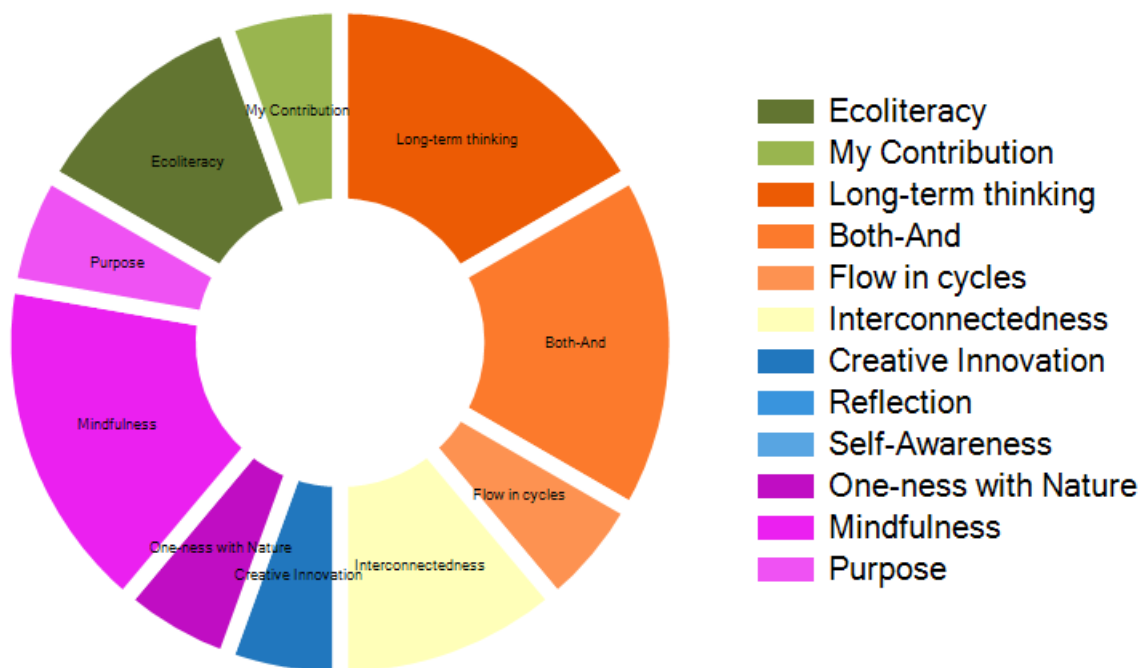 My Contribution
Long-term thinking
Ecoliteracy
Purpose
Both-And
Mindfulness
Flow in cycles
One-ness with Nature
Interconnectedness
Creative Innovation
Ecoliteracy
My Contribution
Long-term thinking
Both-And
Flow in cycles
Interconnectedness
Creative Innovation
Reflection
Self-Awareness
One-ness with Nature
Mindfulness
Purpose